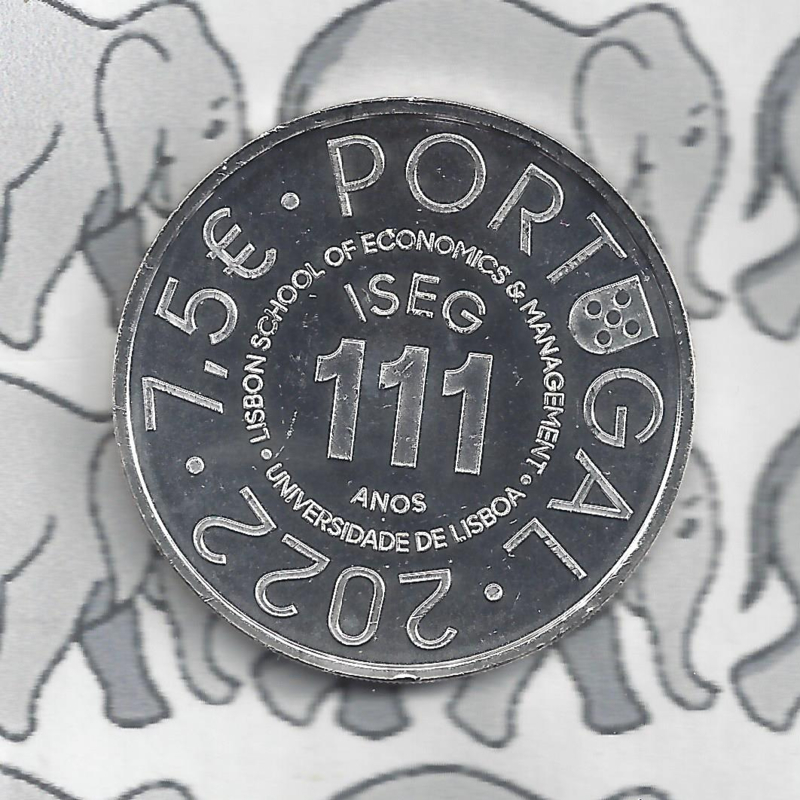 PORTUGAL
7,5€
2022
LISBON SCHOOL OF ECONOMICS & MANAGEMENT
ISEG
111
ANOS
UNIVERSIDADE DE LISBOA